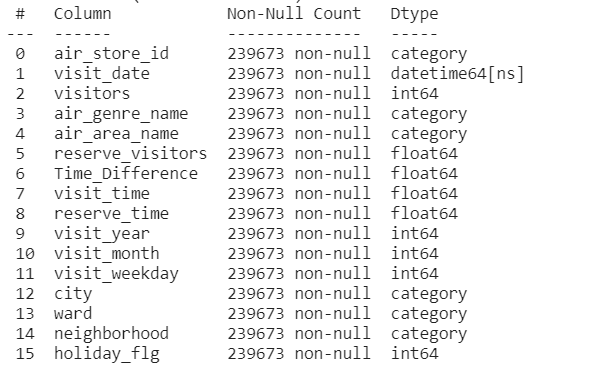 #   Column            Non-Null Count   Dtype
---  ------            --------------   -----
0   air_store_id      239673 non-null  category
1   visit_date        239673 non-null  datetime64[ns]
2   visitors          239673 non-null  int64
3   air_genre_name    239673 non-null  category
4   air_area_name     239673 non-null  category
5   reserve_visitors  239673 non-null  float64
6   Time_Difference   239673 non-null  float64
7   visit_time        239673 non-null  float64
8   reserve_time      239673 non-null  float64
9   visit_year        239673 non-null  int64
10  visit_month       239673 non-null  int64
11  visit_weekday     239673 non-null  int64
12  city              239673 non-null  category
13  ward              239673 non-null  category
14  neighborhood      239673 non-null  category
15  holiday_flg       239673 non-null  int64